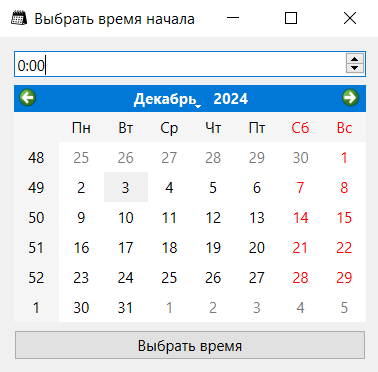 Выбрать время начала
0:00
Декабрь 2024
Пн Вт Ср Чт Пт Сб Вс
48 25 26 27 28 29 30 1
49 2 3 4 5 6 7 8
50 9 10 11 12 13 14 15
51 16 17 18 19 20 21 22
52 23 24 25 26 27 28 29
1 30 31 1 2 3 4 5
Выбрать время